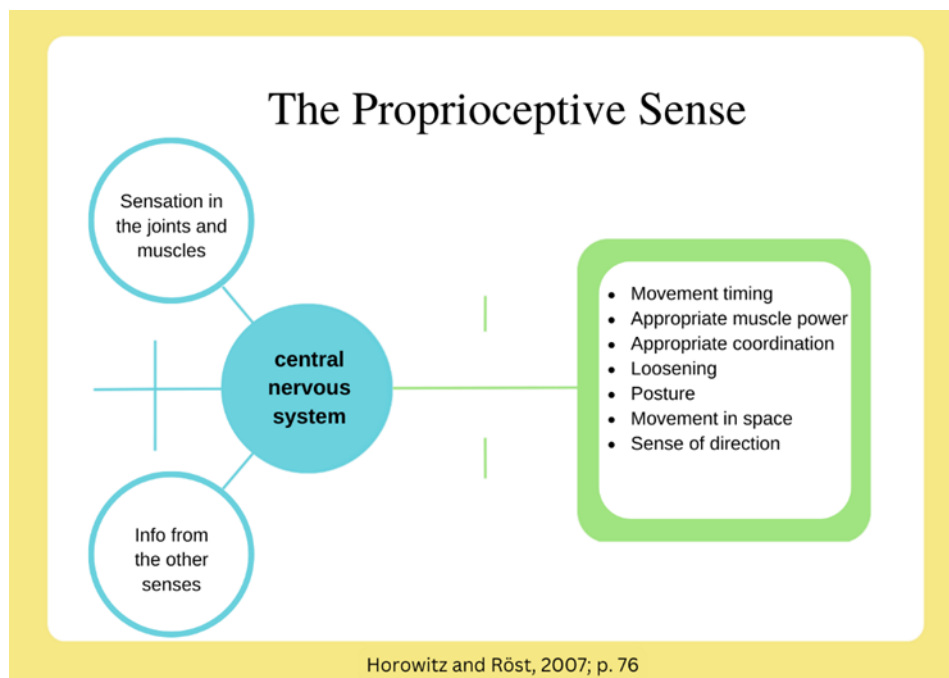 The Proprioceptive Sense
Sensation in
the joints and
muscles
central
nervous
system
Info from
the other
senses
• Movement timing
• Appropriate muscle power
• Appropriate coordination
• Loosening
• Posture
• Movement in space
• Sense of direction
Horowitz and Röst, 2007; p. 76